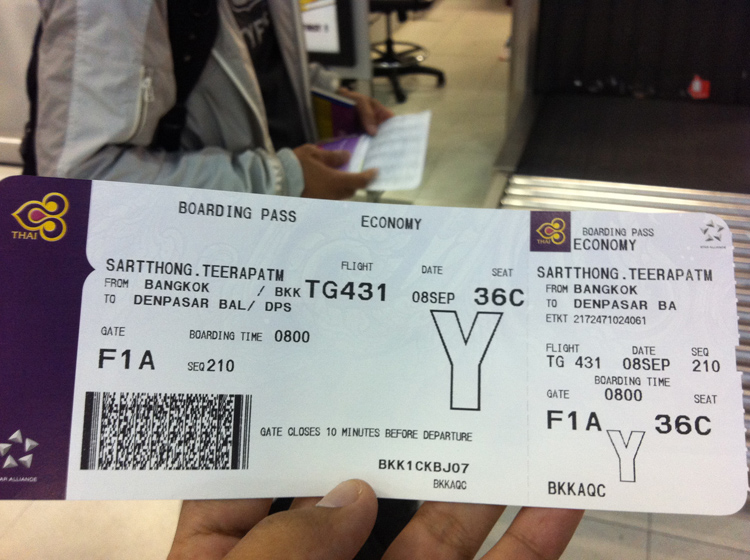 THAI
BOARDING PASS
ECONOMY
SARTTHONG.TEERAPATM
FROM BANGKOK / BKK
TO DENPASAR BAL/ DPS
FLIGHT
TG431
DATE
08SEP
SEAT
36C
GATE
F1A
BOARDING TIME 0800
SEQ 210
Y
GATE CLOSES 10 MINUTES BEFORE DEPARTURE
BKK1CKBJ07
BKKAQC
THAI
BOARDING PASS
ECONOMY
SARTTHONG.TEERAPATM
FROM BANGKOK
TO DENPASAR BA
ETKT 2172471024061
FLIGHT DATE SEQ
TG 431 08SEP 210
BOARDING TIME
GATE 0800 SEAT
F1A 36C
Y
BKKAQC